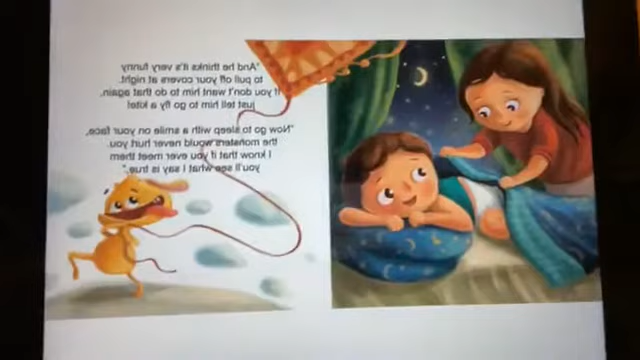 "And he thinks it's very funny
to pull off your covers at night.
If you don't want him to do that again,
just tell him to go fly a kite!
"Now go to sleep with a smile on your face,
the monsters would never hurt you.
I know that if you ever meet them
you'll see what I say is true."